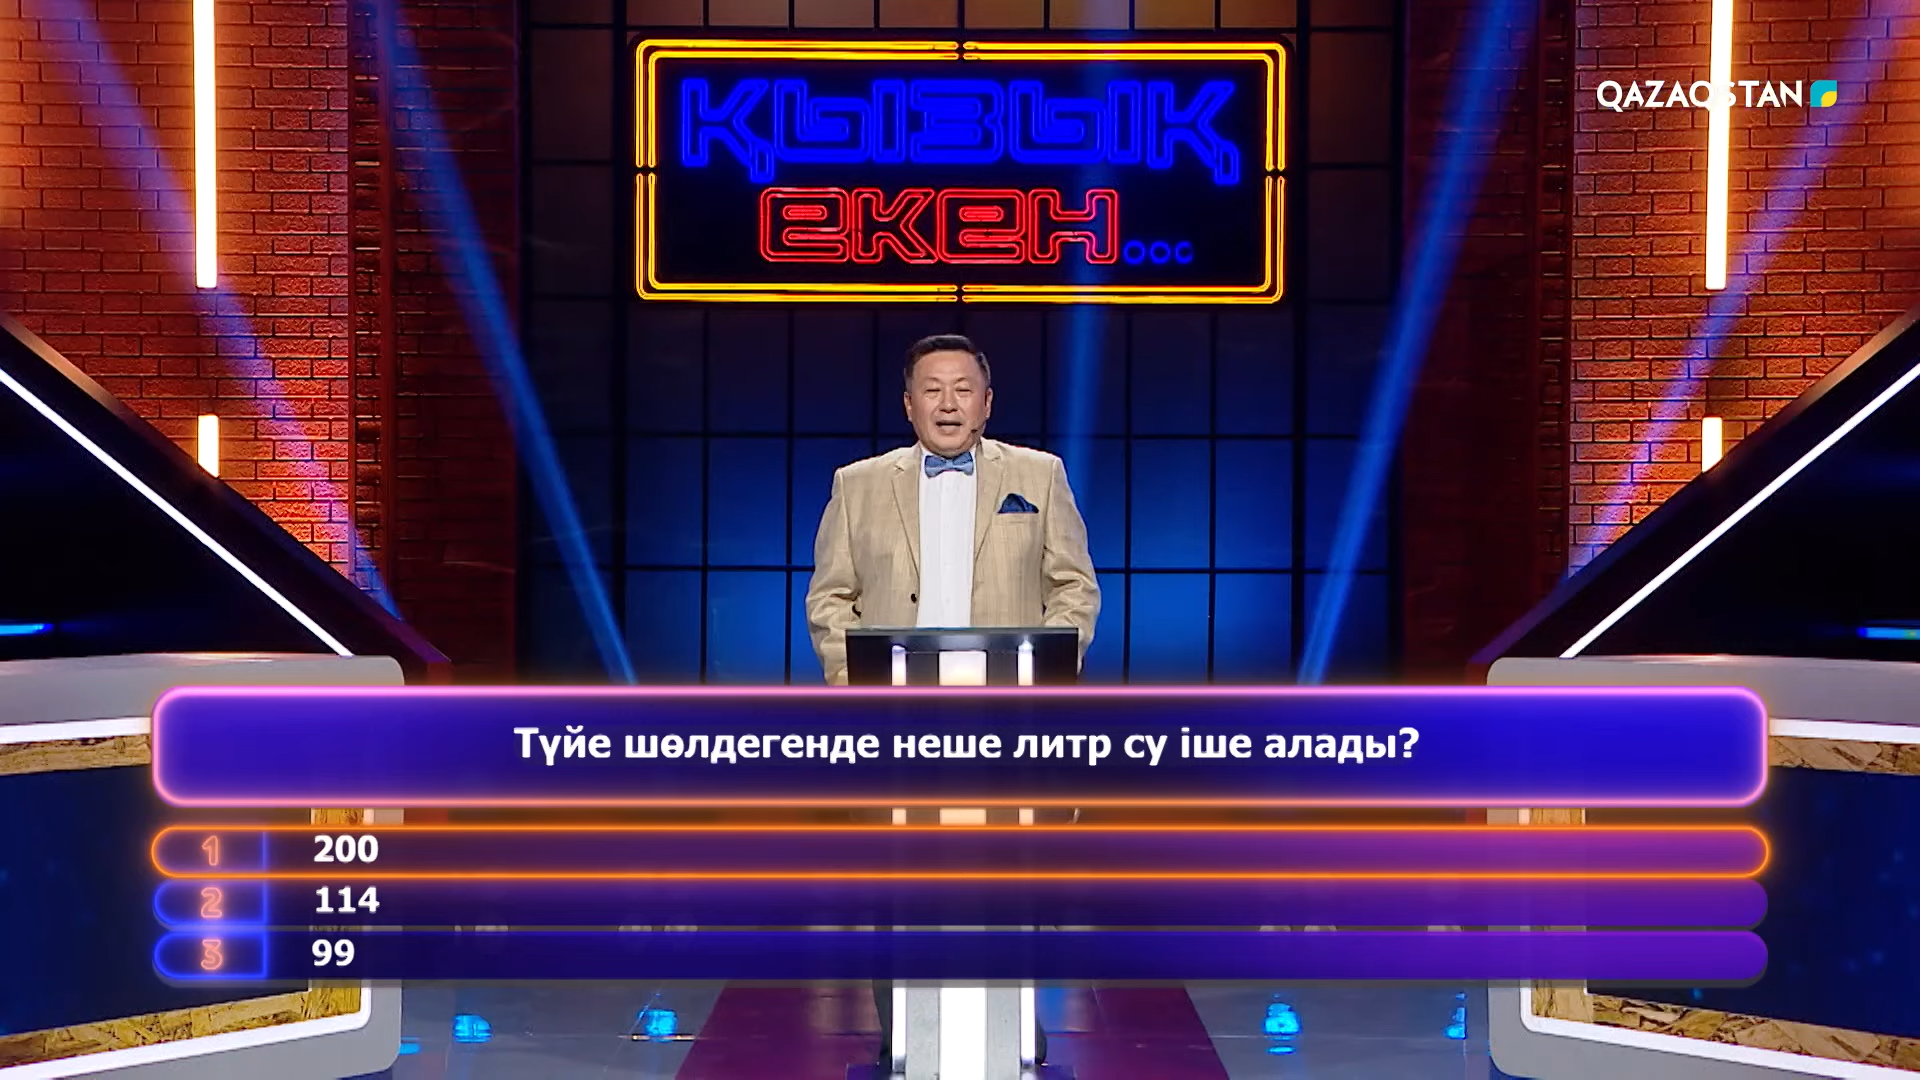 ҚЫЗЫҚ
QAZAQSTAN
екен...
Түйе шөлдегенде неше литр су іше алады?
1 200
2 114
3 99